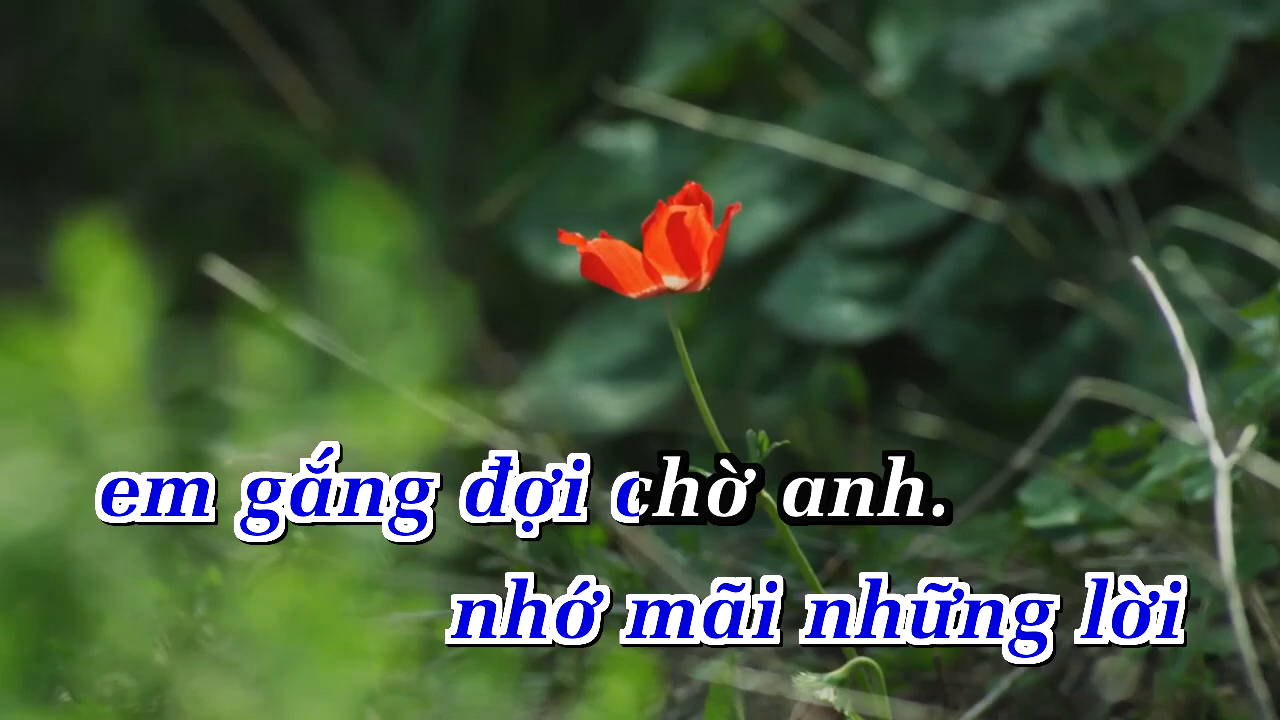 em gắng đợi chờ anh.
nhớ mãi những lời